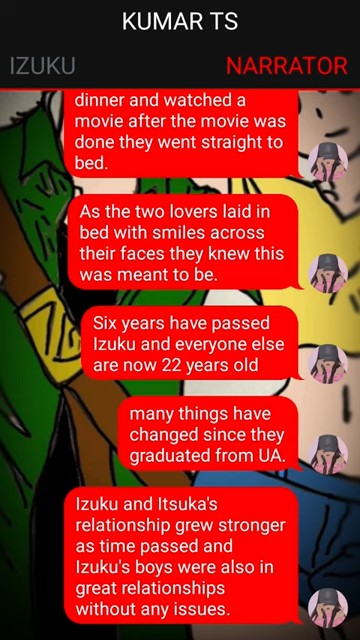 KUMAR TS
IZUKU
NARRATOR
dinner and watched a
movie after the movie was
done they went straight to
bed.
As the two lovers laid in
bed with smiles across
their faces they knew this
was meant to be.
Six years have passed
Izuku and everyone else
are now 22 years old
many things have
changed since they
graduated from UA.
Izuku and Itsuka's
relationship grew stronger
as time passed and
Izuku's boys were also in
great relationships
without any issues.